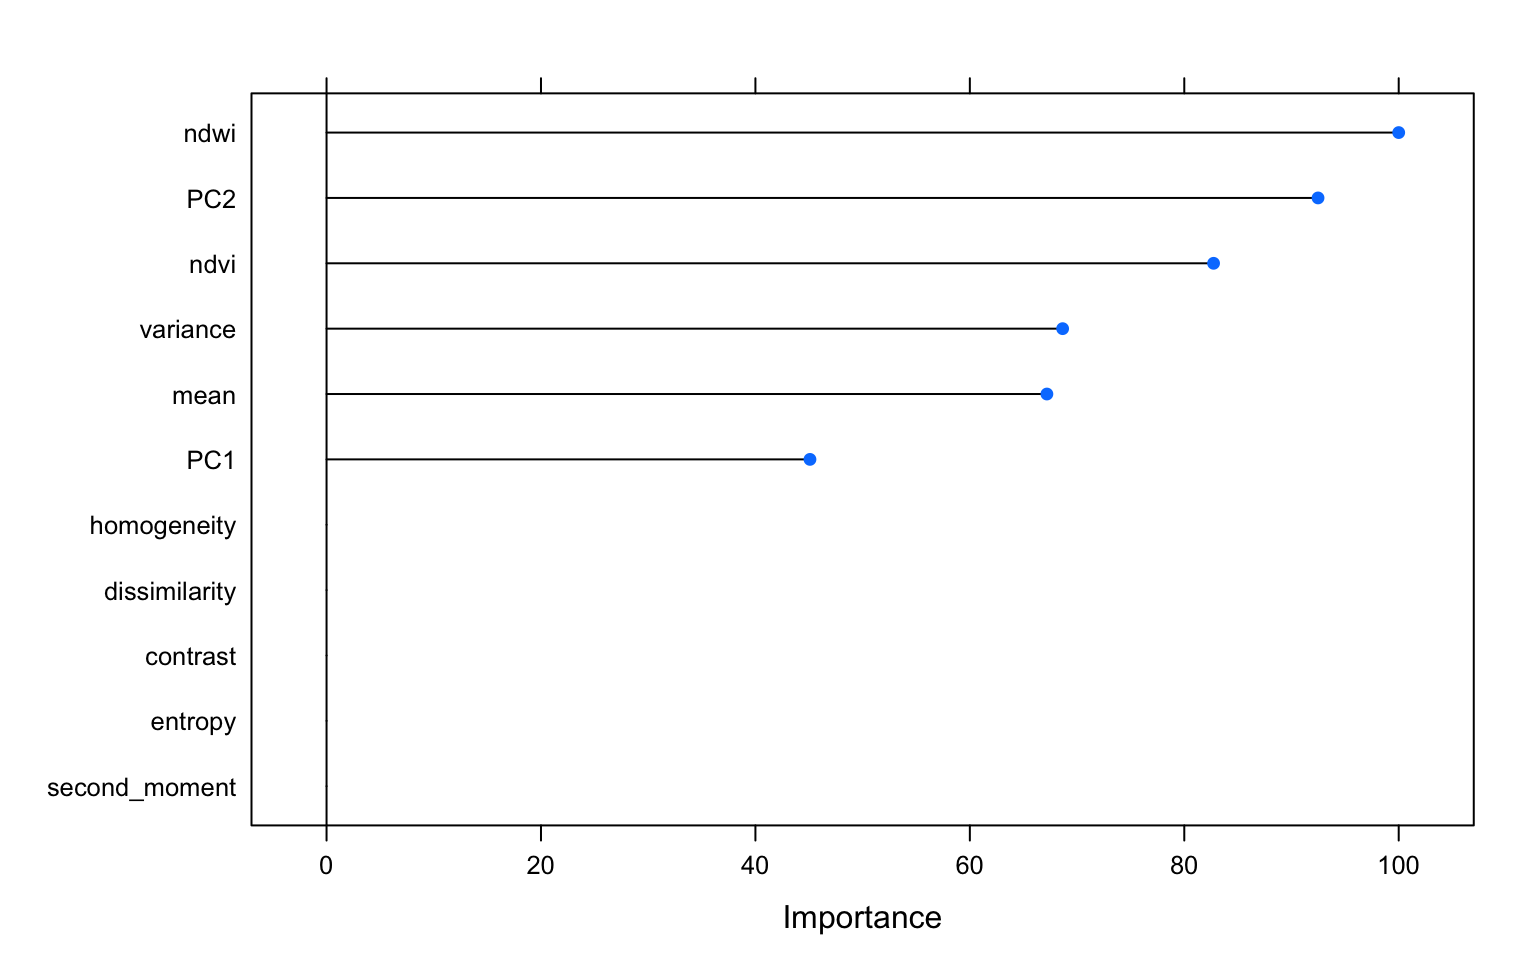 ndwi
PC2
ndvi
variance
mean
PC1
homogeneity
dissimilarity
contrast
entropy
second_moment
0 20 40 60 80 100
Importance